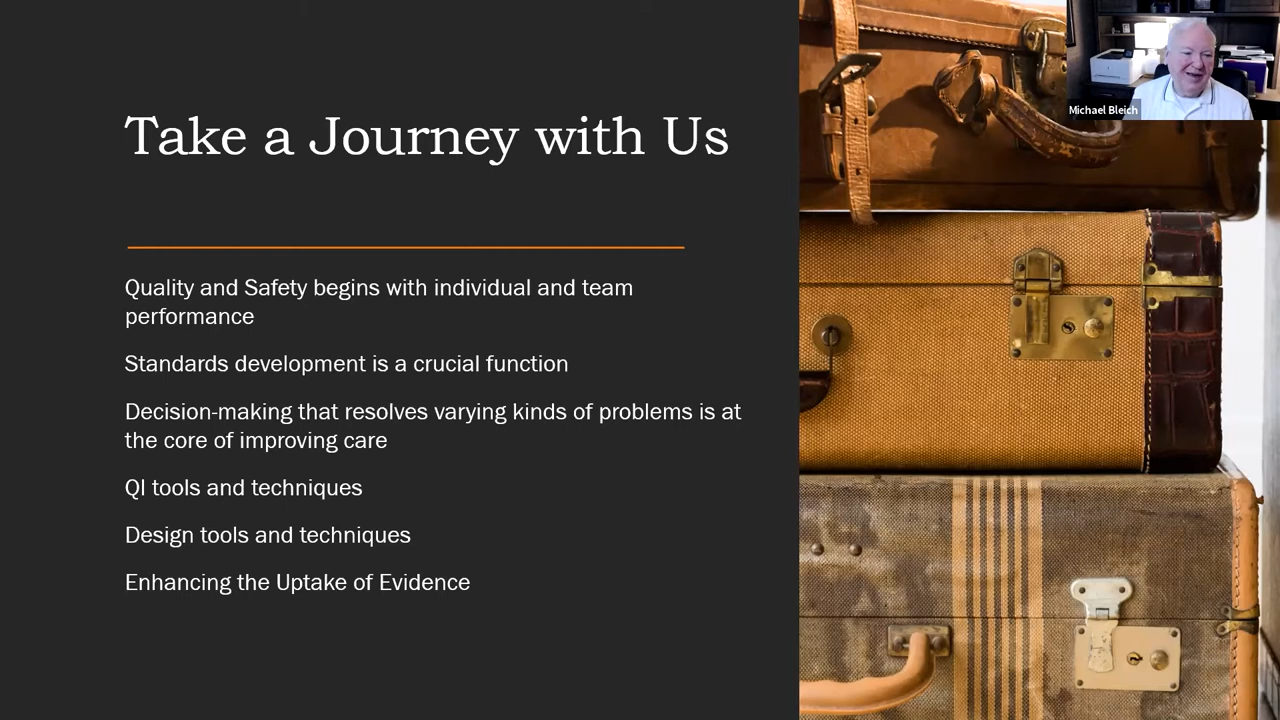 Take a Journey with Us
Quality and Safety begins with individual and team
performance
Standards development is a crucial function
Decision-making that resolves varying kinds of problems is at
the core of improving care
QI tools and techniques
Design tools and techniques
Enhancing the Uptake of Evidence
Michael Bleich